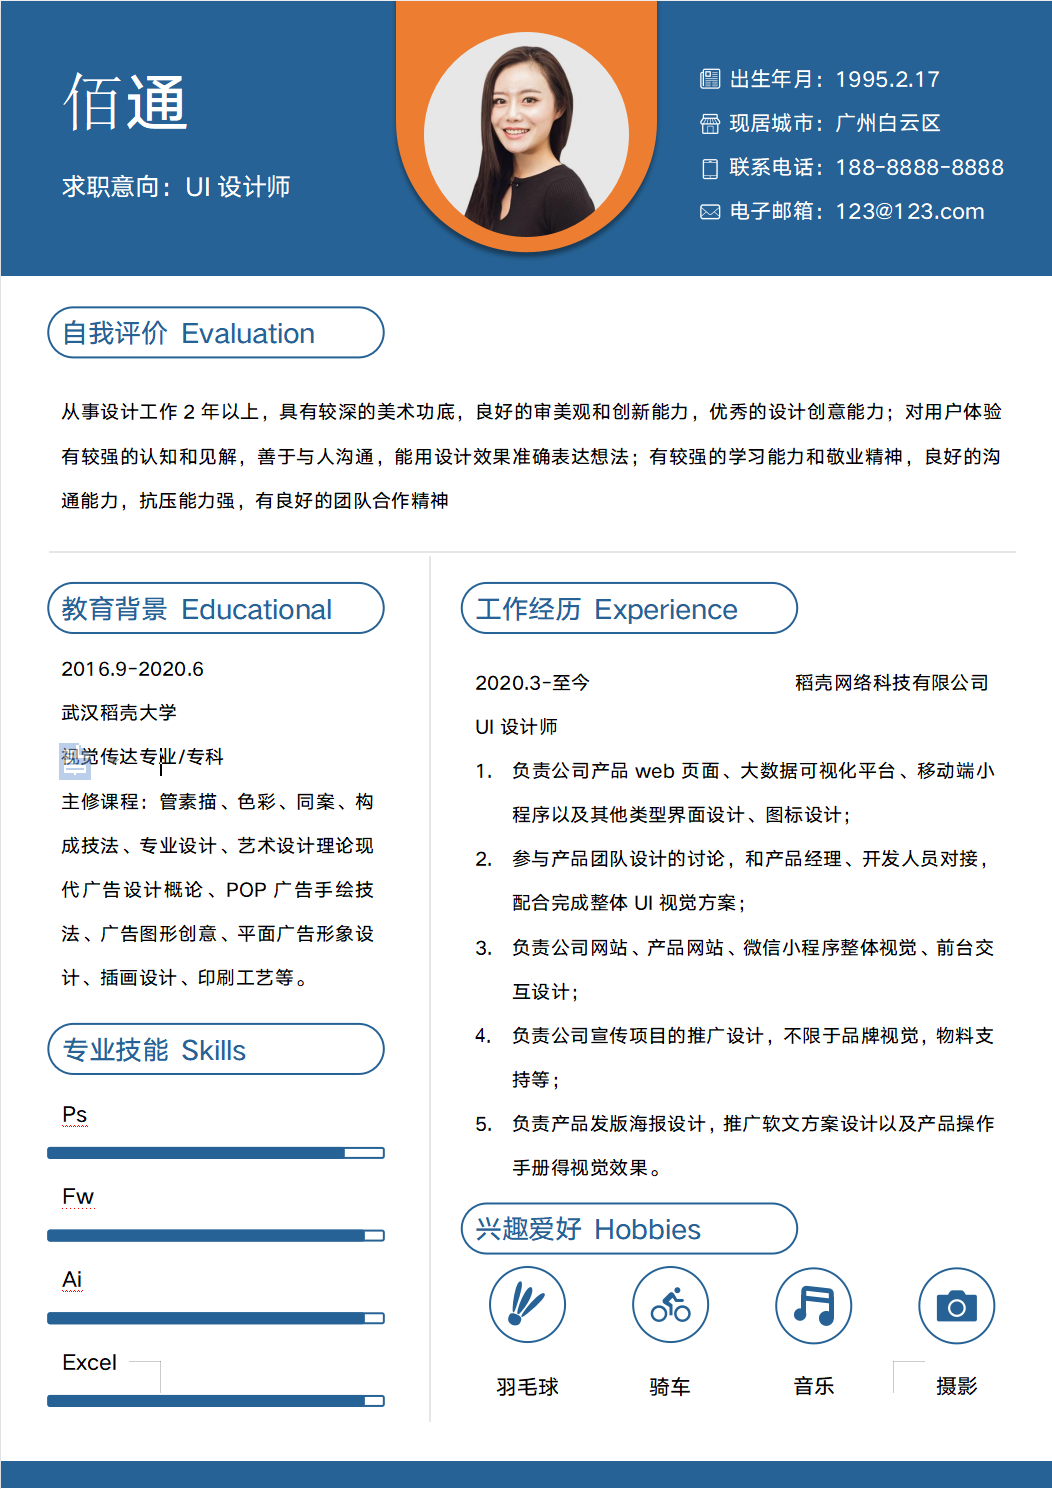 佰通
求职意向：UI 设计师
出生年月：1995.2.17
现居城市：广州白云区
联系电话：188-8888-8888
电子邮箱：123@123.com
自我评价 Evaluation
从事设计工作 2 年以上，具有较深的美术功底，良好的审美观和创新能力，优秀的设计创意能力；对用户体验
有较强的认知和见解，善于与人沟通，能用设计效果准确表达想法；有较强的学习能力和敬业精神，良好的沟
通能力，抗压能力强，有良好的团队合作精神
教育背景 Educational
2016.9-2020.6
武汉稻壳大学
视觉传达专业/专科
主修课程：管素描、色彩、同案、构
成技法、专业设计、艺术设计理论现
代广告设计概论、POP 广告手绘技
法、广告图形创意、平面广告形象设
计、插画设计、印刷工艺等。
专业技能 Skills
Ps
Fw
Ai
Excel
工作经历 Experience
2020.3-至今 稻壳网络科技有限公司
UI 设计师
1. 负责公司产品 web 页面、大数据可视化平台、移动端小
程序以及其他类型界面设计、图标设计；
2. 参与产品团队设计的讨论，和产品经理、开发人员对接，
配合完成整体 UI 视觉方案；
3. 负责公司网站、产品网站、微信小程序整体视觉、前台交
互设计；
4. 负责公司宣传项目的推广设计，不限于品牌视觉，物料支
持等；
5. 负责产品发版海报设计，推广软文方案设计以及产品操作
手册得视觉效果。
兴趣爱好 Hobbies
羽毛球 骑车 音乐 摄影